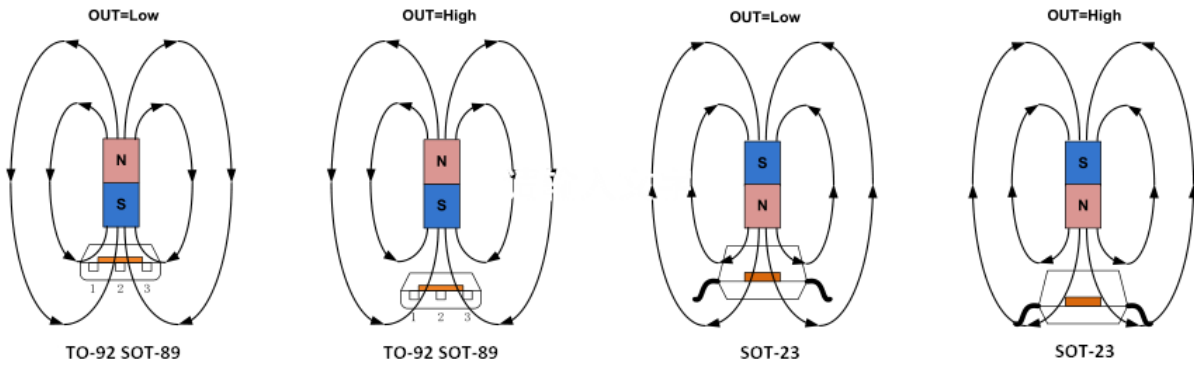 OUT=Low
OUT=High
OUT=Low
OUT=High
N
S
N
S
S
N
S
N
1 2 3
1 2 3
TO-92 SOT-89
TO-92 SOT-89
SOT-23
SOT-23